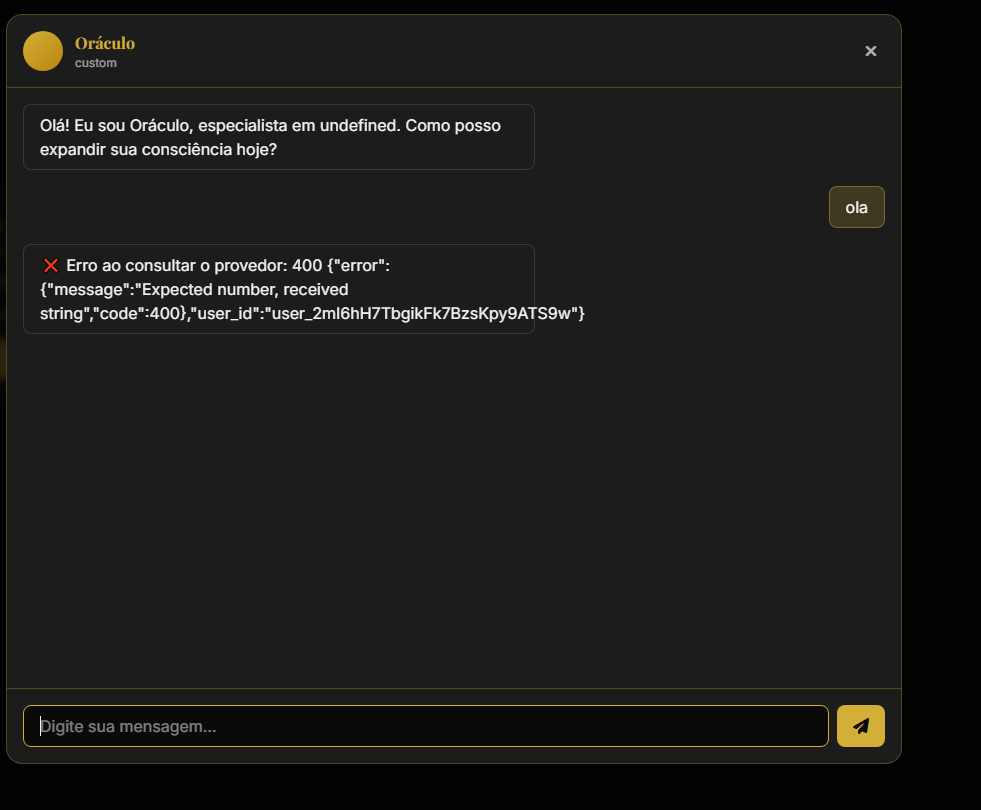 Oráculo
custom
×
Olá! Eu sou Oráculo, especialista em undefined. Como posso
expandir sua consciência hoje?
ola
❌ Erro ao consultar o provedor: 400 {"error":
{"message":"Expected number, received
string","code":400},"user_id":"user_2ml6hH7TbgikFk7BzsKpy9ATS9w"}
Digite sua mensagem...